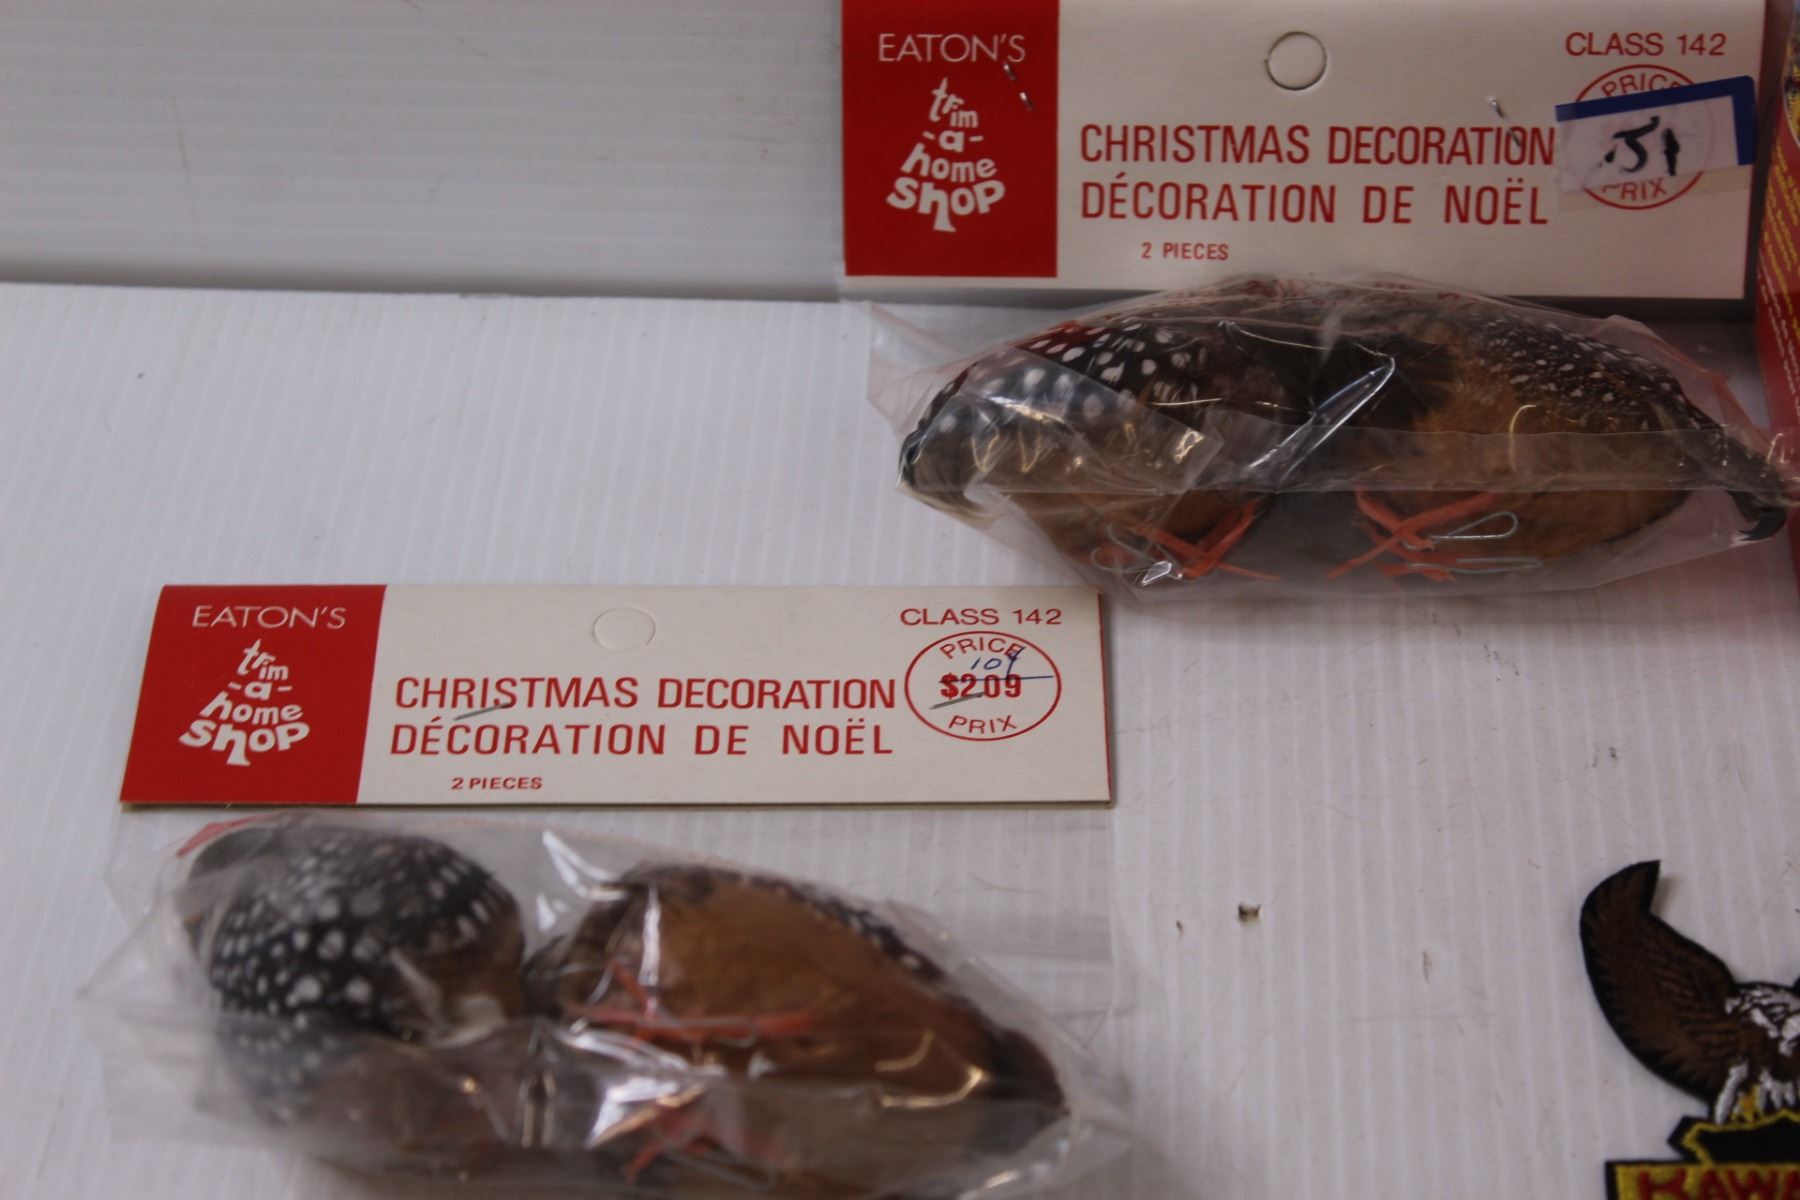 EATON'S
trim
-a-
home
shop
CLASS 142
PRICE
CHRISTMAS DECORATION
DÉCORATION DE NOËL
PRIX
2 PIECES
EATON'S
trim
-a-
home
shop
CLASS 142
PRICE
10¢
$2.09
PRIX
CHRISTMAS DECORATION
DÉCORATION DE NOËL
2 PIECES